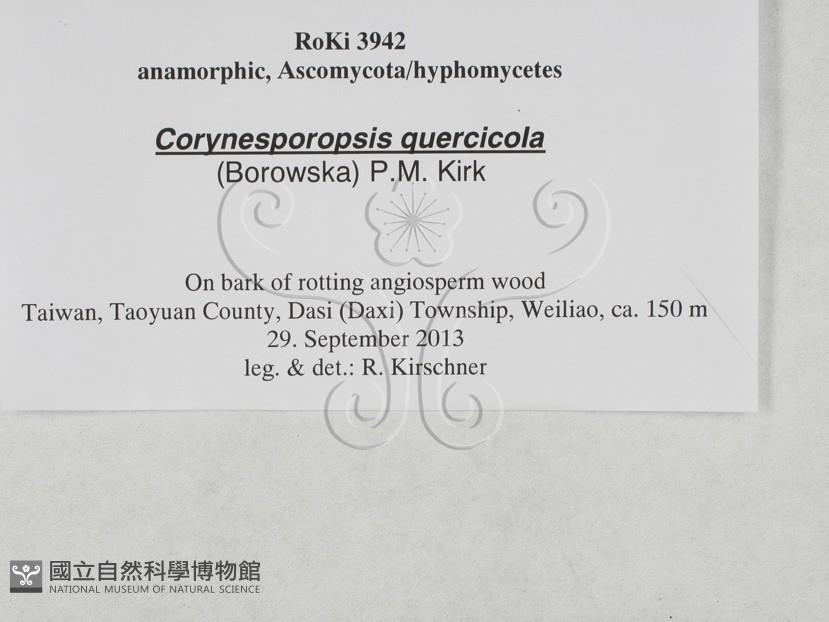 RoKi 3942
anamorphic, Ascomycota/hyphomycetes
Corynesporopsis quercicola
(Borowska) P.M. Kirk
On bark of rotting angiosperm wood
Taiwan, Taoyuan County, Dasi (Daxi) Township, Weiliao, ca. 150 m
29. September 2013
leg. & det.: R. Kirschner
國立自然科學博物館
NATIONAL MUSEUM OF NATURAL SCIENCE